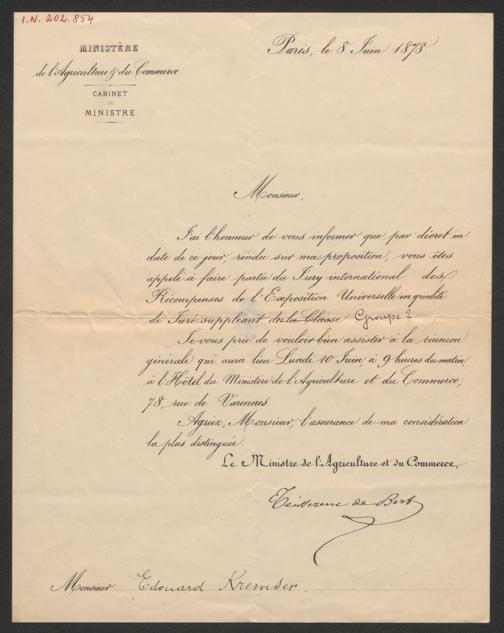 I.N. 202.854
MINISTÈRE
de l'Agriculture & du Commerce
CABINET
DU
MINISTRE
Paris, le 8 Juin 1878.
Monsieur,
J'ai l'honneur de vous informer que, par décret en
date de ce jour, rendu sur ma proposition, vous êtes
appelé à faire partie du Jury international des
Récompenses de l'Exposition Universelle en qualité
de Juré suppléant de la Classe Groupe 2
Je vous prie de vouloir bien assister à la réunion
générale qui aura lieu Lundi 10 Juin, à 9 heures du matin,
à l'Hôtel du Ministère de l'Agriculture et du Commerce,
78, rue de Varennes.
Agréez, Monsieur, l'assurance de ma considération
la plus distinguée.
Le Ministre de l'Agriculture et du Commerce,
Teisserenc de Bort
Monsieur Edouard Kremser.